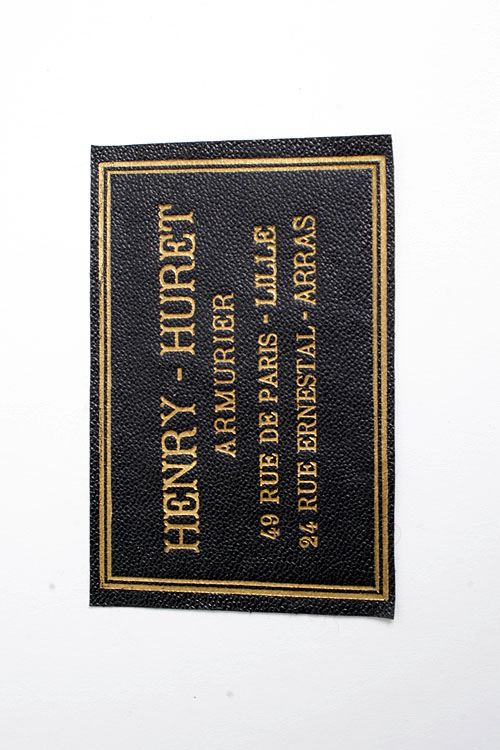 HENRY - HURET
ARMURIER
49 RUE DE PARIS - LILLE
24 RUE ERNESTAL - ARRAS